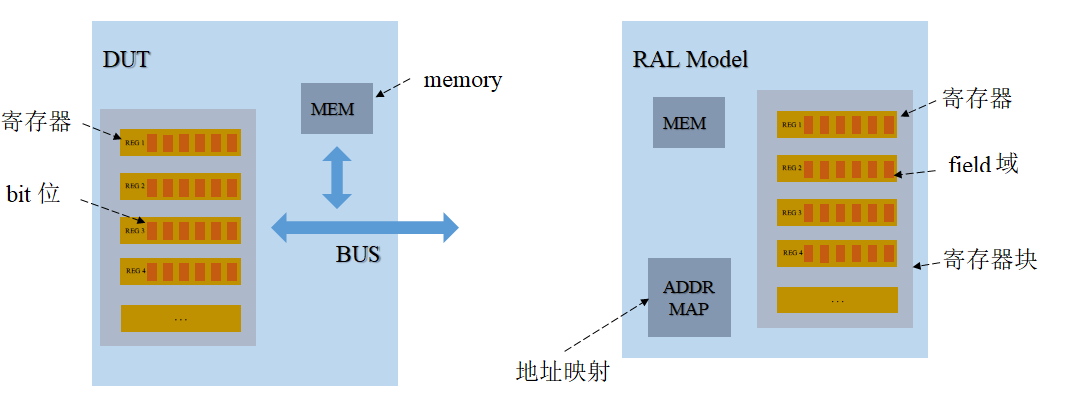 DUT
memory
MEM
寄存器
REG 1
REG 2
bit 位
REG 3
REG 4
...
BUS
RAL Model
寄存器
MEM
REG 1
REG 2
field 域
REG 3
REG 4
寄存器块
ADDR
MAP
...
地址映射